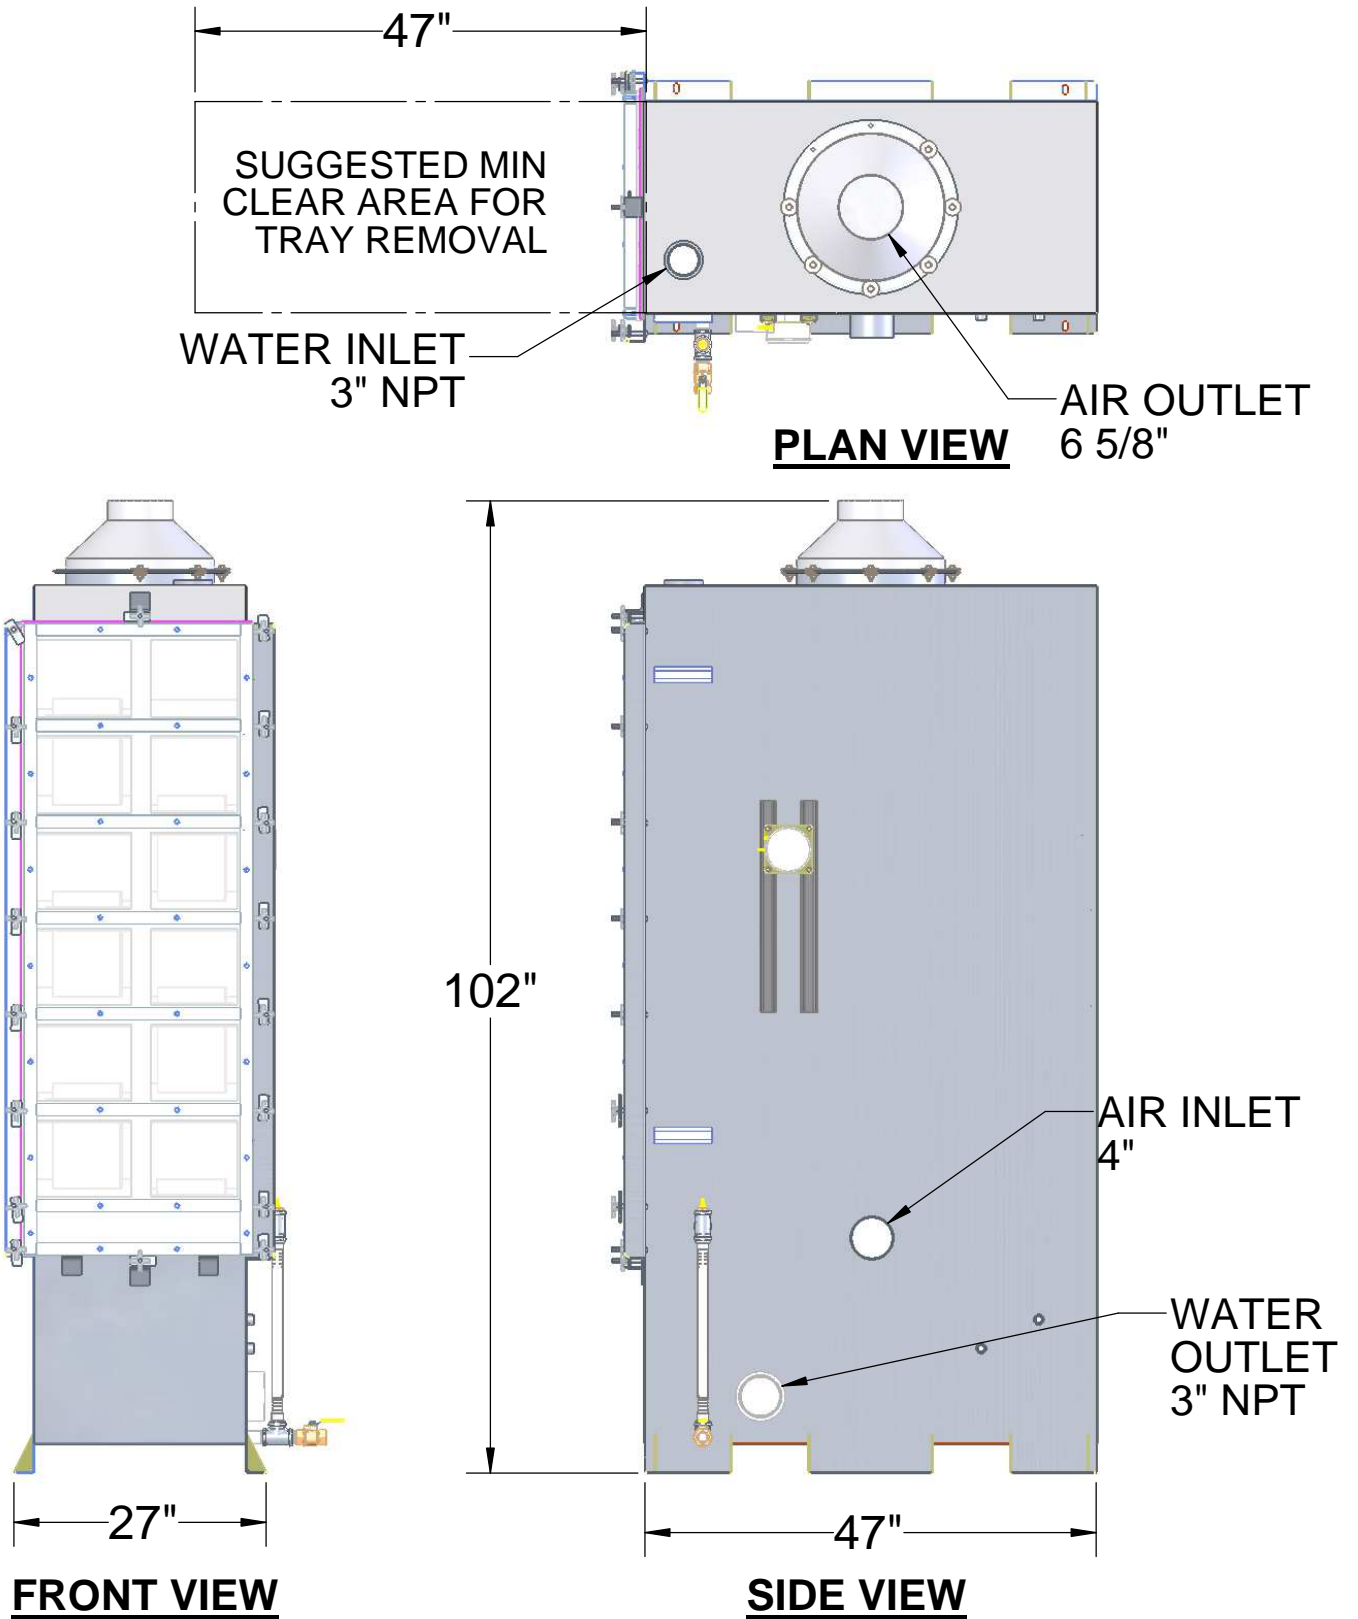 47"
SUGGESTED MIN
CLEAR AREA FOR
TRAY REMOVAL
WATER INLET
3" NPT
AIR OUTLET
6 5/8"
PLAN VIEW
102"
AIR INLET
4"
WATER
OUTLET
3" NPT
27"
47"
FRONT VIEW
SIDE VIEW